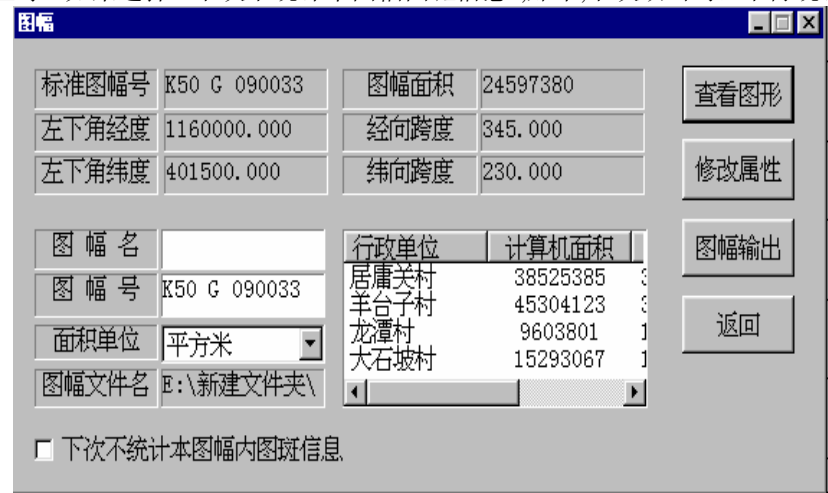 图幅
标准图幅号 K50 G 090033 图幅面积 24597380 查看图形
左下角经度 1160000.000 经向跨度 345.000
左下角纬度 401500.000 纬向跨度 230.000 修改属性
图 幅 名 行政单位 计算机面积 图幅输出
居庸关村 38525385
图 幅 号 K50 G 090033 羊台子村 45304123
面积单位 平方米 龙潭村 9603801 返回
大石坡村 15293067
图幅文件名 E:\新建文件夹\
下次不统计本图幅内图斑信息